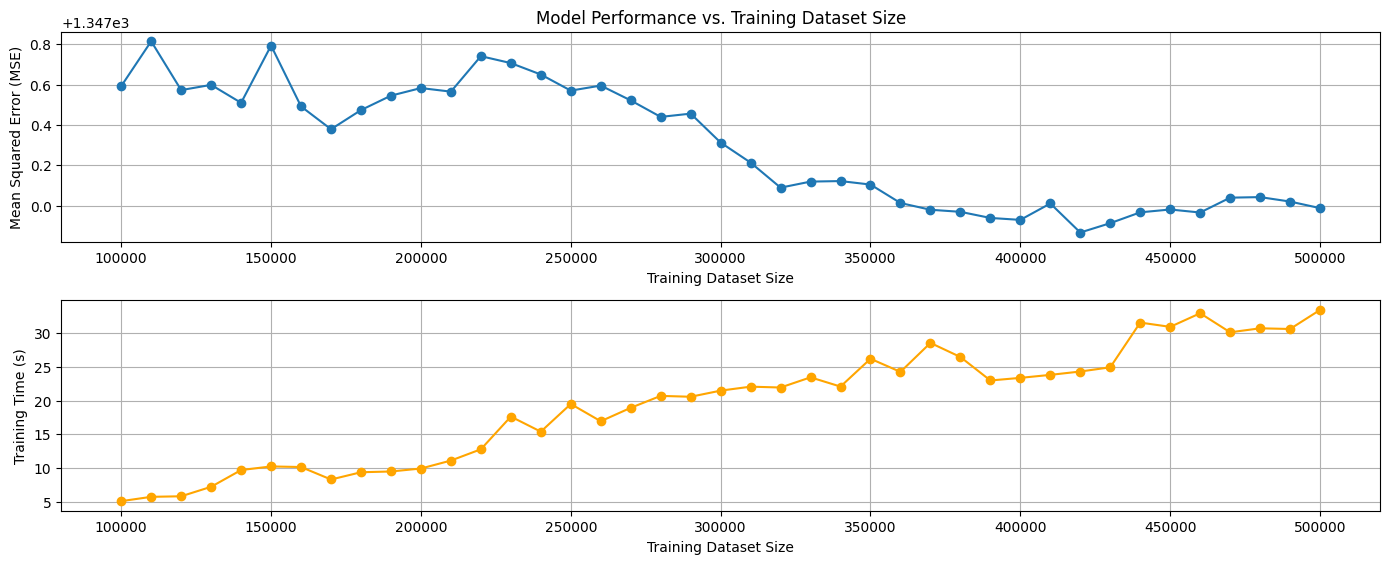 Model Performance vs. Training Dataset Size
+1.347e3
Mean Squared Error (MSE)
0.8
0.6
0.4
0.2
0.0
100000 150000 200000 250000 300000 350000 400000 450000 500000
Training Dataset Size
Training Time (s)
30
25
20
15
10
5
100000 150000 200000 250000 300000 350000 400000 450000 500000
Training Dataset Size